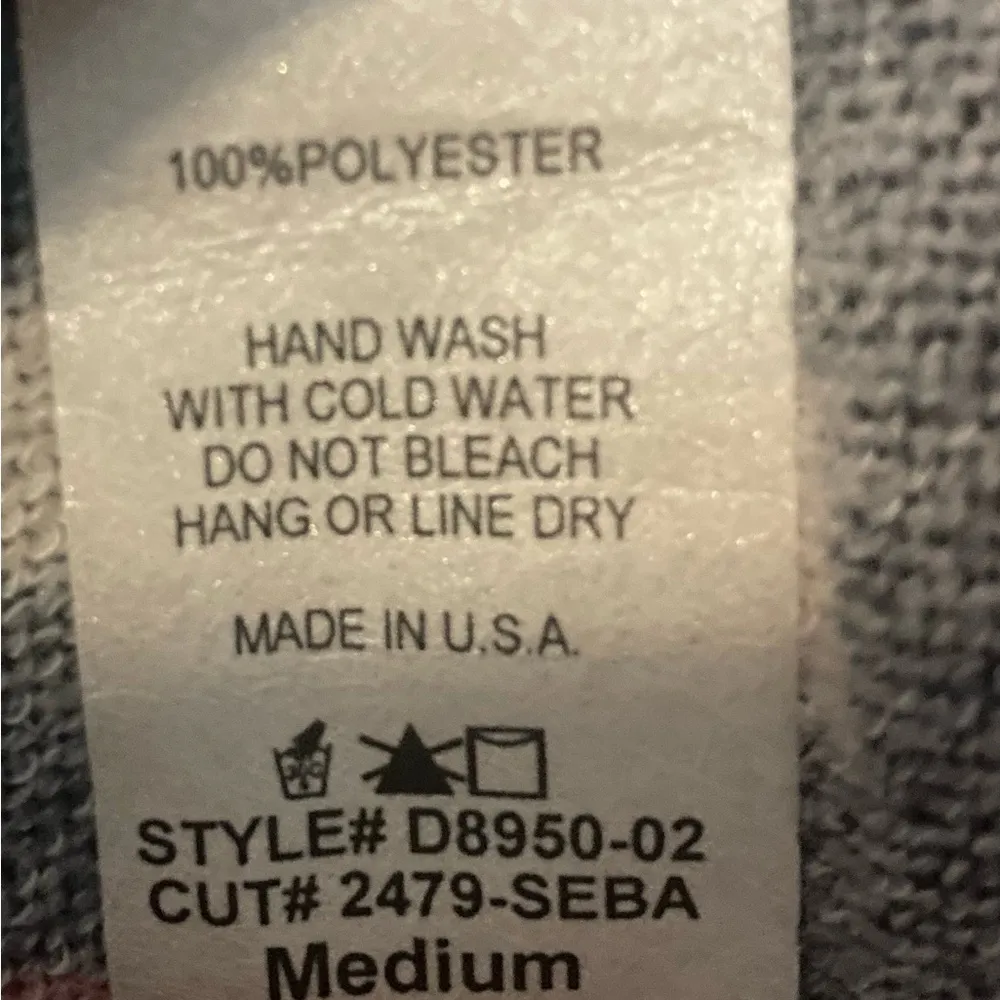 100%POLYESTER
HAND WASH
WITH COLD WATER
DO NOT BLEACH
HANG OR LINE DRY
MADE IN U.S.A.
STYLE# D8950-02
CUT# 2479-SEBA
Medium